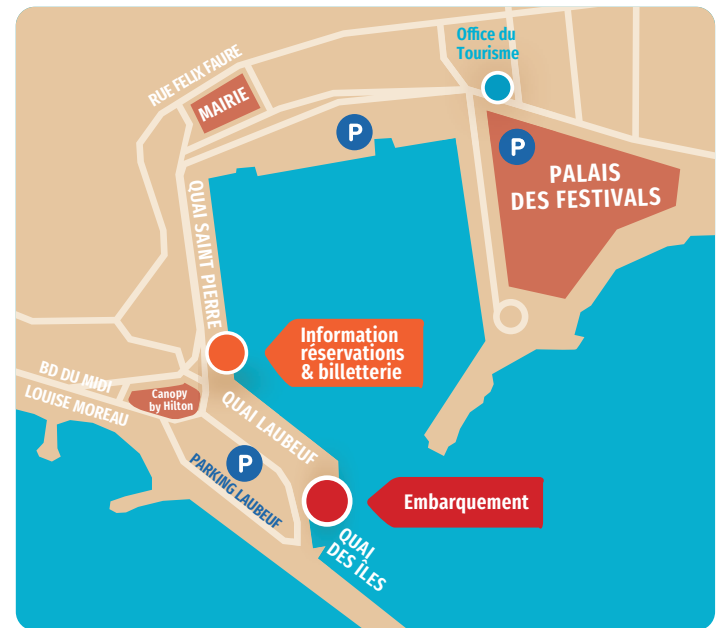 Office du
Tourisme
RUE FELIX FAURE
MAIRIE
P
P
PALAIS
DES FESTIVALS
QUAI SAINT PIERRE
Information
réservations
& billetterie
BD DU MIDI
LOUISE MOREAU
Canopy
by Hilton
QUAI LAUBEUF
P
PARKING LAUBEUF
Embarquement
QUAI
DES ÎLES